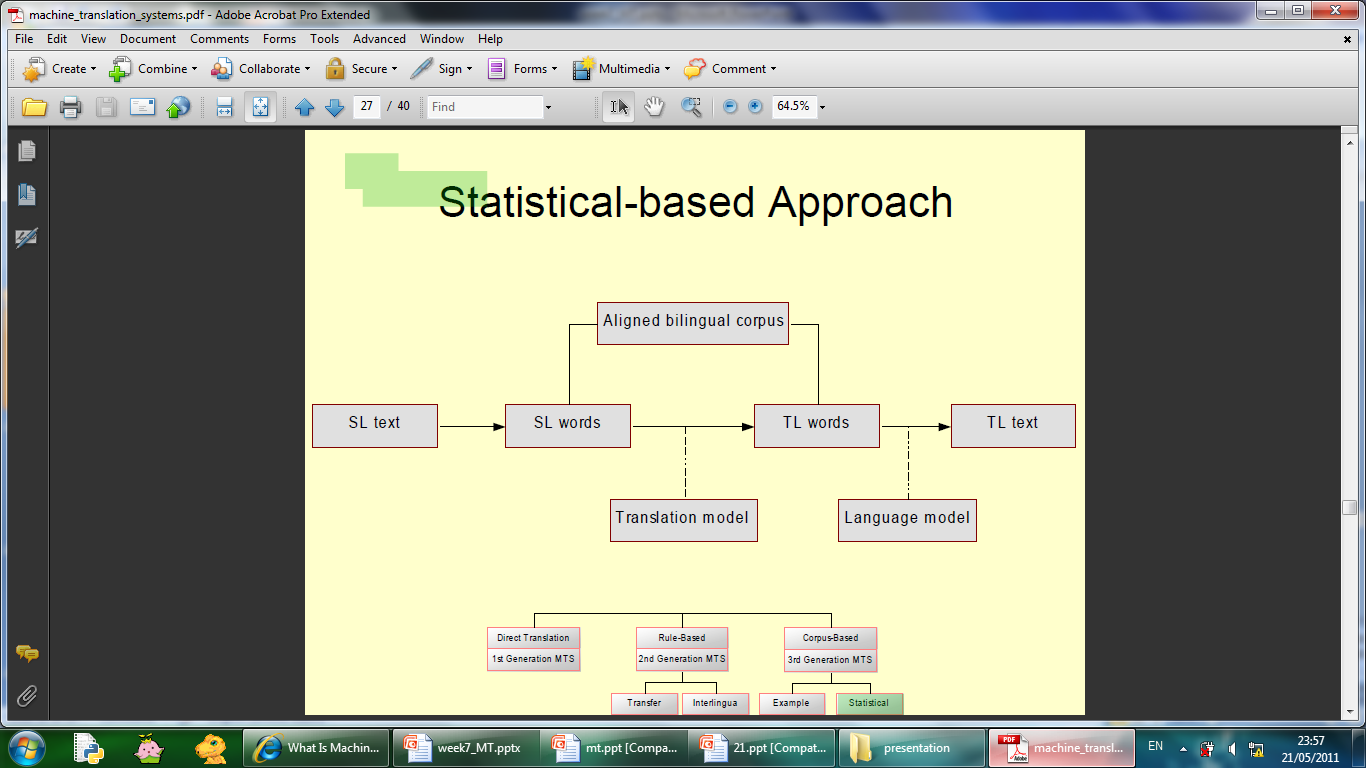 machine_translation_systems.pdf - Adobe Acrobat Pro Extended
File Edit View Document Comments Forms Tools Advanced Window Help
Create Combine Collaborate Secure Sign Forms Multimedia Comment
27 / 40 Find 64.5%
Statistical-based Approach
Aligned bilingual corpus
SL text SL words TL words TL text
Translation model Language model
Direct Translation Rule-Based Corpus-Based
1st Generation MTS 2nd Generation MTS 3rd Generation MTS
Transfer Interlingua Example Statistical
What Is Machin... week7_MT.pptx mt.ppt [Compa... 21.ppt [Compat... presentation machine_transl... EN 23:57
21/05/2011